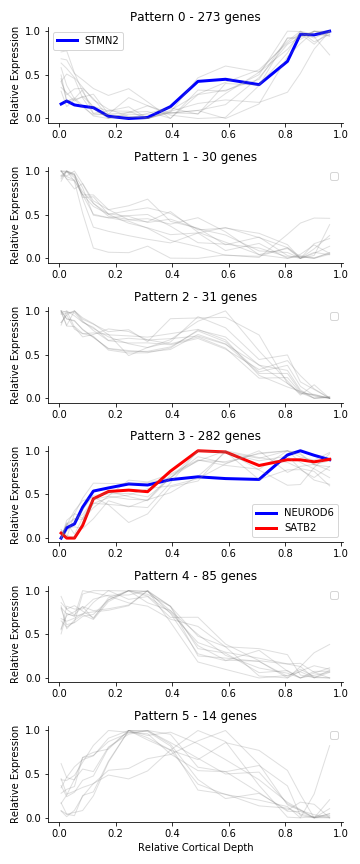 Pattern 0 - 273 genes
Relative Expression
1.0
0.5
0.0
STMN2
0.0 0.2 0.4 0.6 0.8 1.0
Pattern 1 - 30 genes
Relative Expression
1.0
0.5
0.0
0.0 0.2 0.4 0.6 0.8 1.0
Pattern 2 - 31 genes
Relative Expression
1.0
0.5
0.0
0.0 0.2 0.4 0.6 0.8 1.0
Pattern 3 - 282 genes
Relative Expression
1.0
0.5
0.0
NEUROD6
SATB2
0.0 0.2 0.4 0.6 0.8 1.0
Pattern 4 - 85 genes
Relative Expression
1.0
0.5
0.0
0.0 0.2 0.4 0.6 0.8 1.0
Pattern 5 - 14 genes
Relative Expression
1.0
0.5
0.0
0.0 0.2 0.4 0.6 0.8 1.0
Relative Cortical Depth